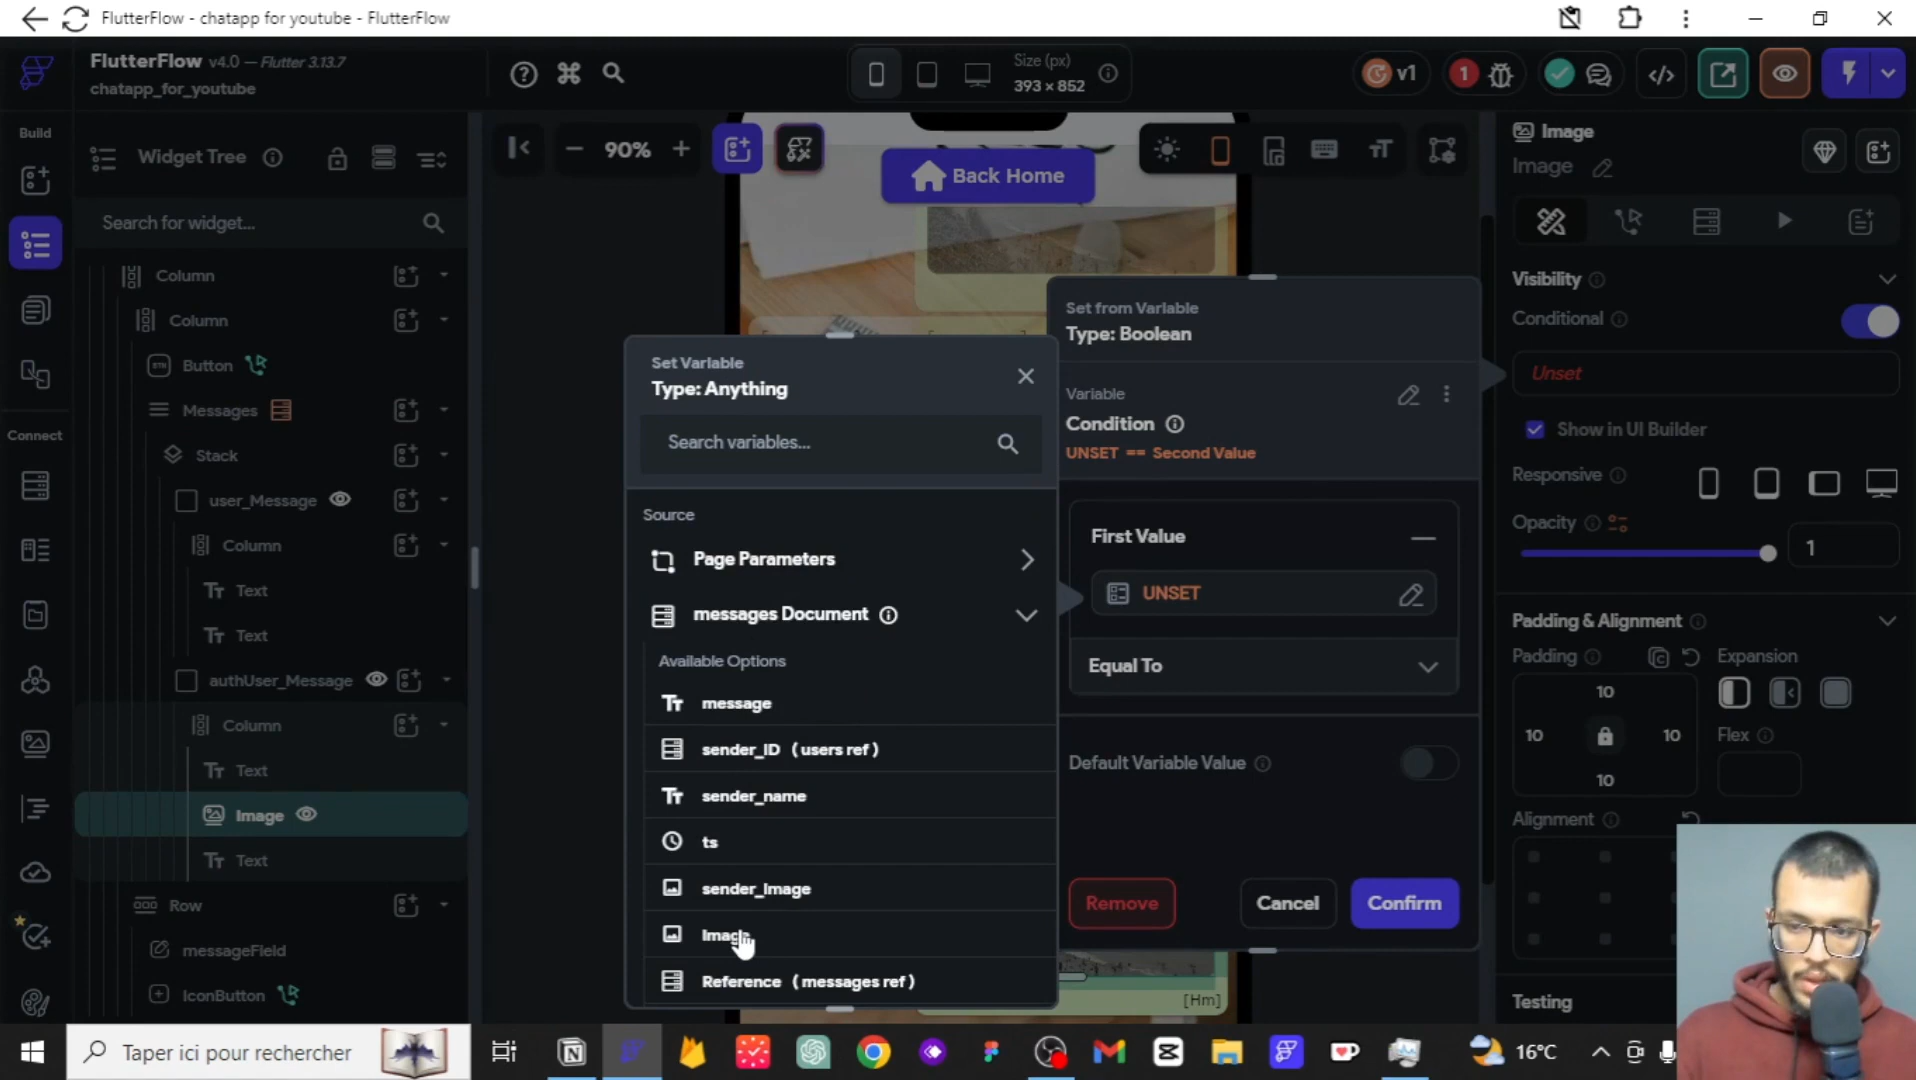 FlutterFlow - chatapp for youtube - FlutterFlow
FlutterFlow v4.0 — Flutter 3.13.7
chatapp_for_youtube
Size (px)
393 × 852
v1
1
Build
Connect
Widget Tree
Search for widget...
Column
Column
Button
Messages
Stack
user_Message
Column
Text
Text
authUser_Message
Column
Text
Image
Text
Row
messageField
IconButton
90%
Back Home
[Hm]
Set Variable
Type: Anything
Search variables...
Source
Page Parameters
messages Document
Available Options
message
sender_ID ( users ref )
sender_name
ts
sender_Image
Image
Reference ( messages ref )
Set from Variable
Type: Boolean
Variable
Condition
UNSET == Second Value
First Value
UNSET
Equal To
Default Variable Value
Remove
Cancel
Confirm
Image
Image
Visibility
Conditional
Unset
Show in UI Builder
Responsive
Opacity
1
Padding & Alignment
Padding
Expansion
10
10
10
10
Flex
Alignment
Testing
Taper ici pour rechercher
16°C